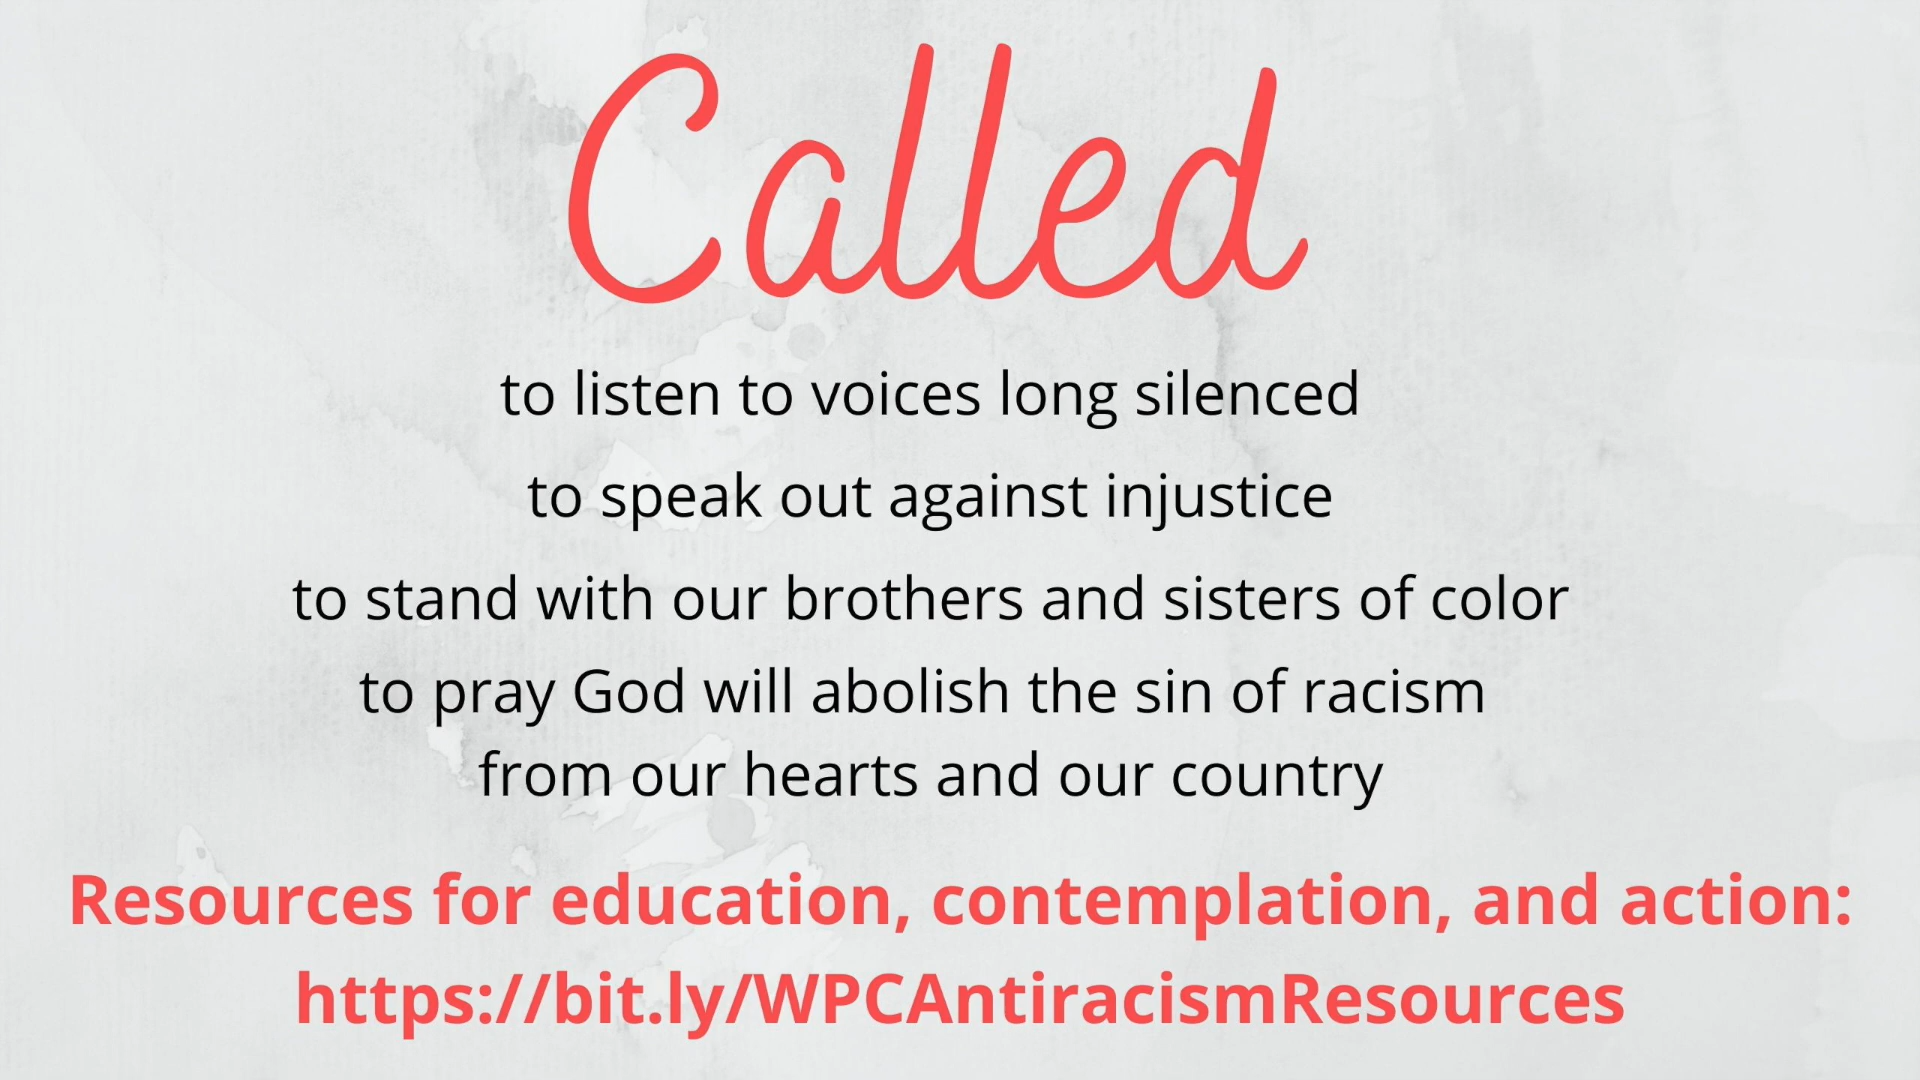 Called
to listen to voices long silenced
to speak out against injustice
to stand with our brothers and sisters of color
to pray God will abolish the sin of racism
from our hearts and our country
Resources for education, contemplation, and action:
https://bit.ly/WPCAntiracismResources